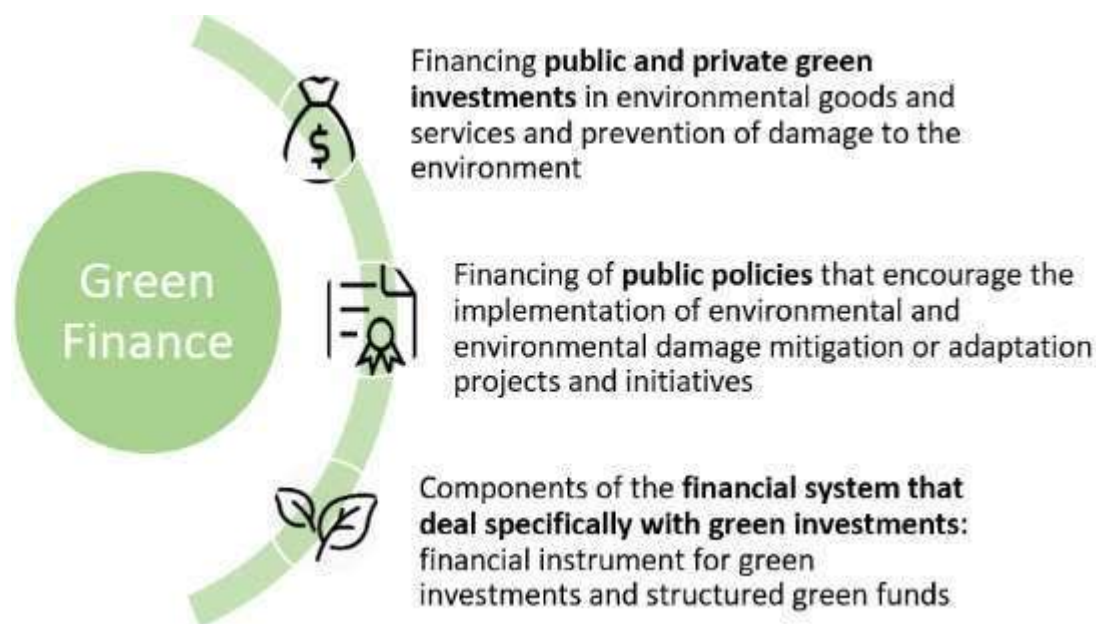 Green
Finance
Financing public and private green
investments in environmental goods and
services and prevention of damage to the
environment
$
Financing of public policies that encourage the
implementation of environmental and
environmental damage mitigation or adaptation
projects and initiatives
Components of the financial system that
deal specifically with green investments:
financial instrument for green
investments and structured green funds